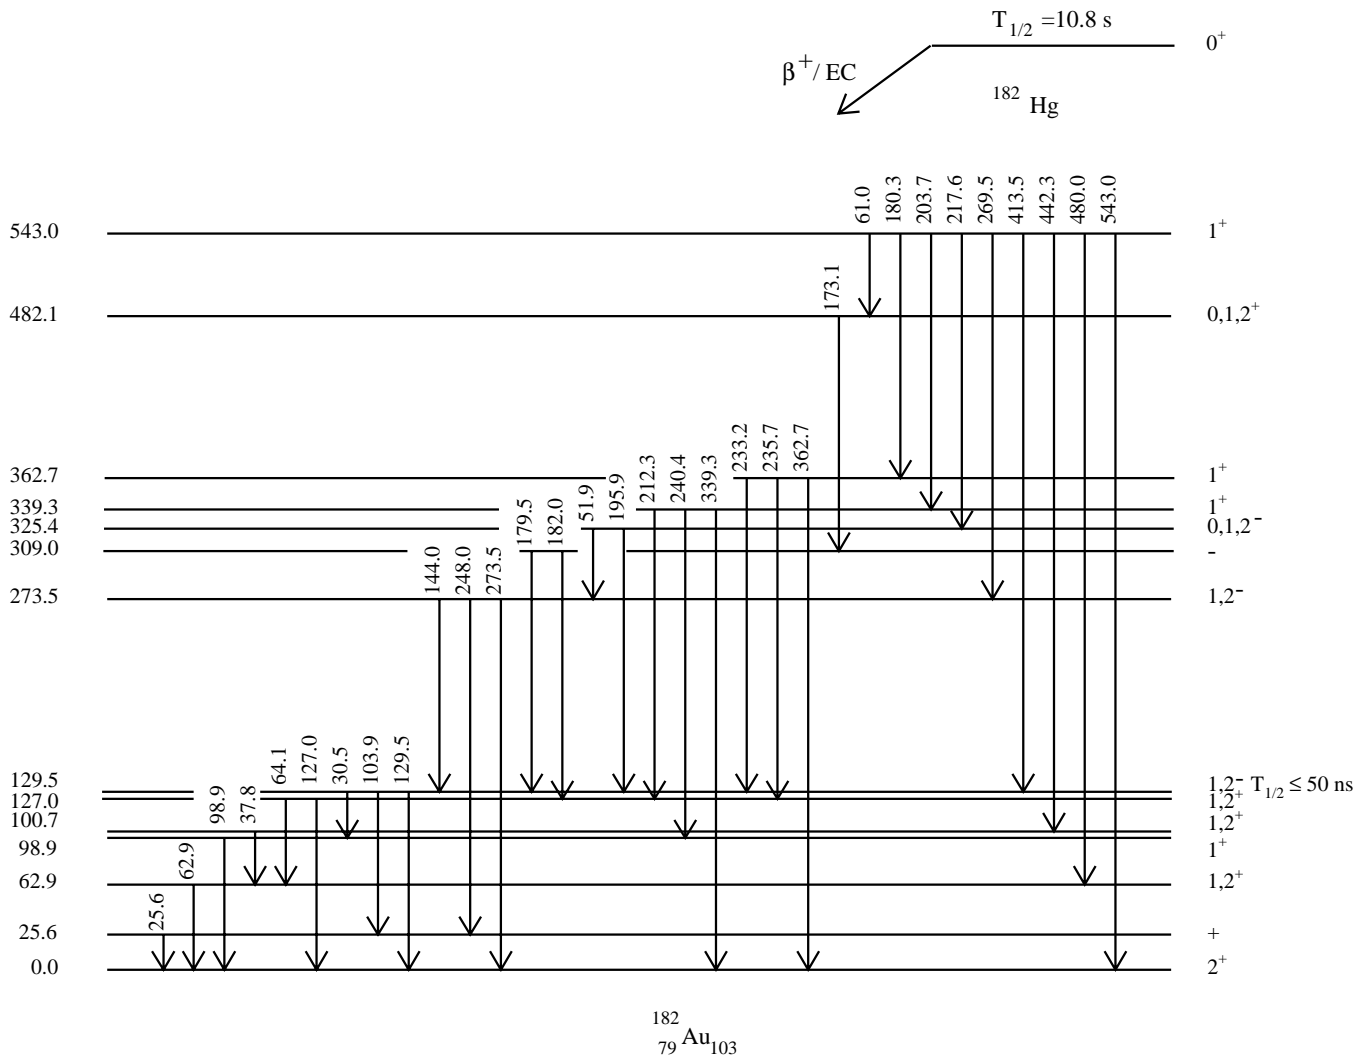 T1/2 =10.8 s
0+
β+/ EC
182 Hg
61.0 180.3 203.7 217.6 269.5 413.5 442.3 480.0 543.0
543.0 1+
173.1
482.1 0,1,2+
233.2 235.7 362.7
362.7 1+
212.3 240.4 339.3
339.3 1+
51.9 195.9
325.4 0,1,2-
179.5 182.0
309.0 -
144.0 248.0 273.5
273.5 1,2-
64.1 127.0 30.5 103.9 129.5
129.5 1,2- T1/2 ≤ 50 ns
127.0 1,2+
98.9 37.8
100.7 1,2+
98.9 1+
62.9
62.9 1,2+
25.6
25.6 +
0.0 2+
182
79Au103